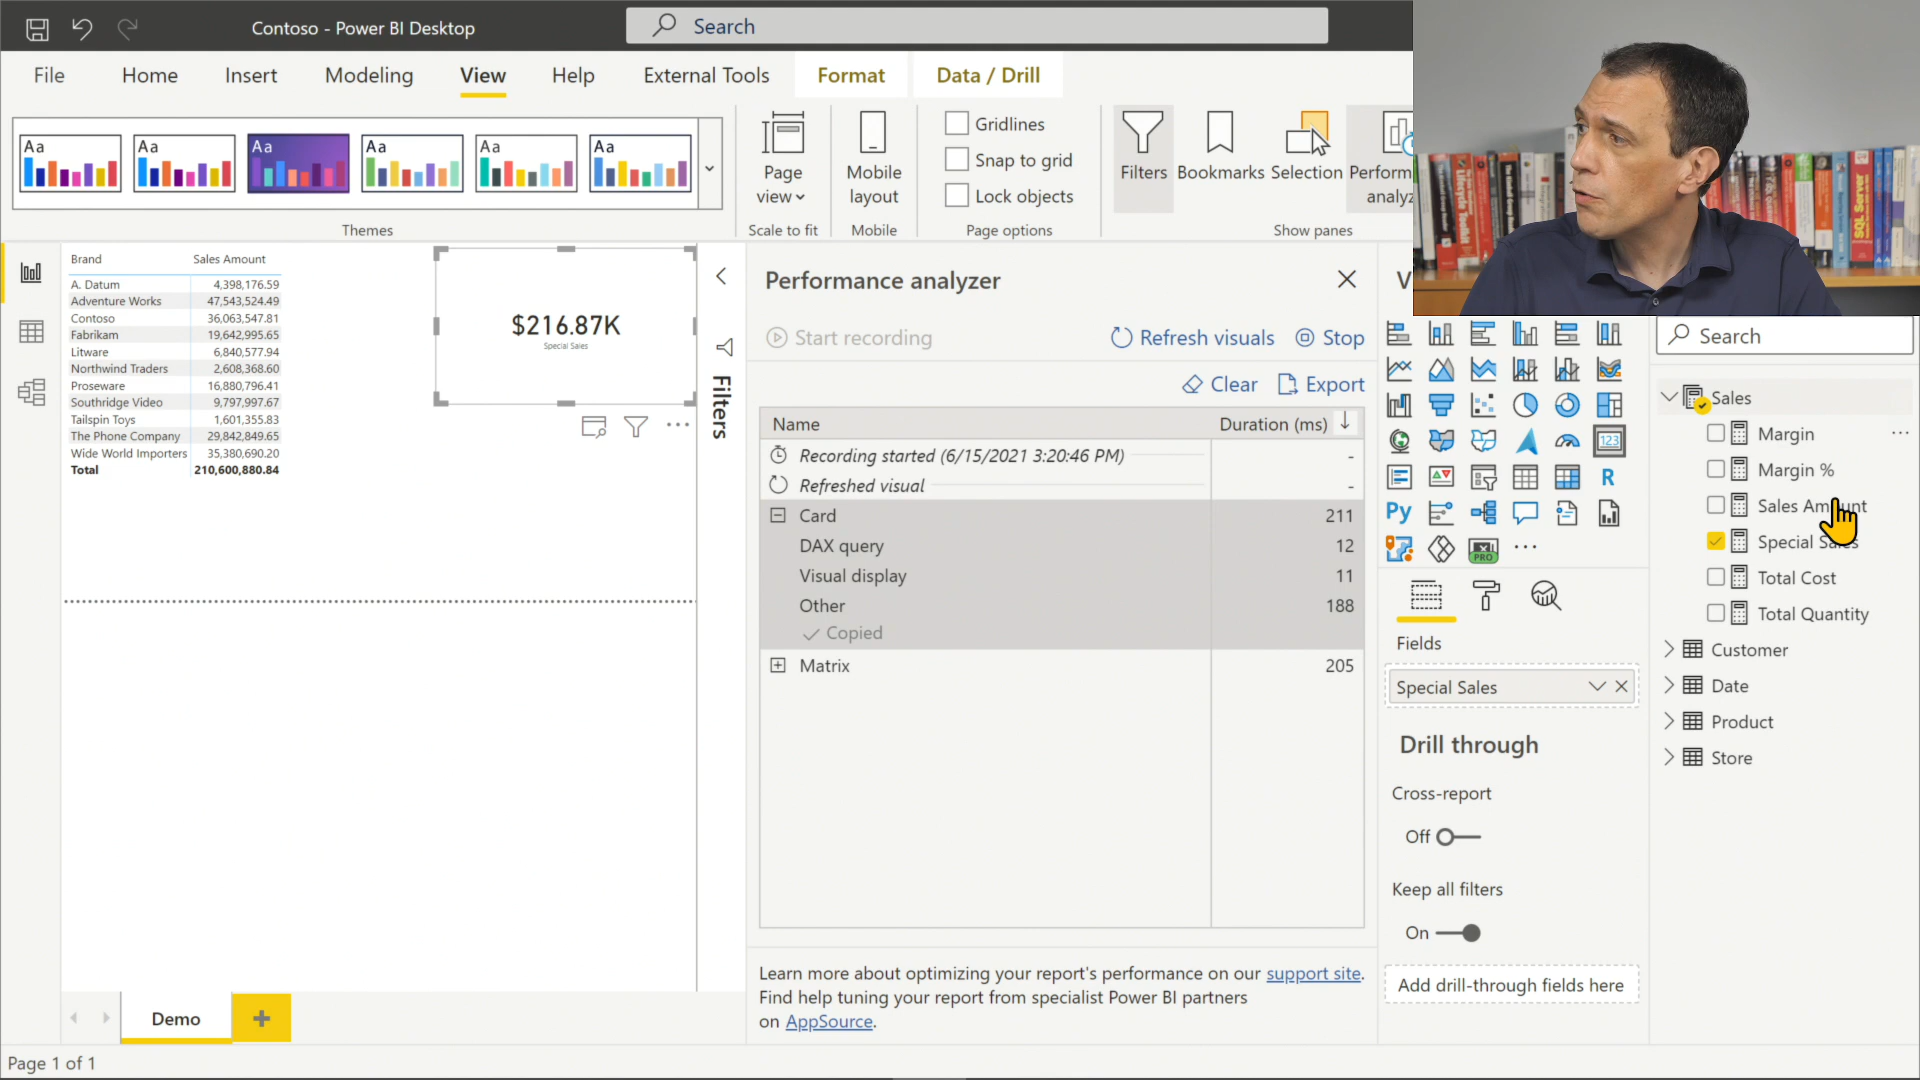 Contoso - Power BI Desktop
Search
File
Home
Insert
Modeling
View
Help
External Tools
Format
Data / Drill
Aa
Aa
Aa
Aa
Aa
Aa
Page view
Mobile layout
Gridlines
Snap to grid
Lock objects
Filters
Bookmarks
Selection
Perform
analyz
Themes
Scale to fit
Mobile
Page options
Show panes
Brand Sales Amount
A. Datum 4,398,176.59
Adventure Works 47,543,524.49
Contoso 36,063,547.81
Fabrikam 19,642,995.65
Litware 6,840,577.94
Northwind Traders 2,608,368.60
Proseware 16,880,796.41
Southridge Video 9,797,997.67
Tailspin Toys 1,601,355.83
The Phone Company 29,842,849.65
Wide World Importers 35,380,690.20
Total 210,600,880.84
$216.87K
Special Sales
Filters
Performance analyzer
Start recording
Refresh visuals
Stop
Clear
Export
Name Duration (ms)
Recording started (6/15/2021 3:20:46 PM) -
Refreshed visual -
Card 211
DAX query 12
Visual display 11
Other 188
Copied
Matrix 205
Learn more about optimizing your report's performance on our support site.
Find help tuning your report from specialist Power BI partners
on AppSource.
V
123
R
Py
PRO
Fields
Special Sales
Drill through
Cross-report
Off
Keep all filters
On
Add drill-through fields here
Search
Sales
Margin
Margin %
Sales Amount
Special Sales
Total Cost
Total Quantity
Customer
Date
Product
Store
SQL Server
Demo
Page 1 of 1